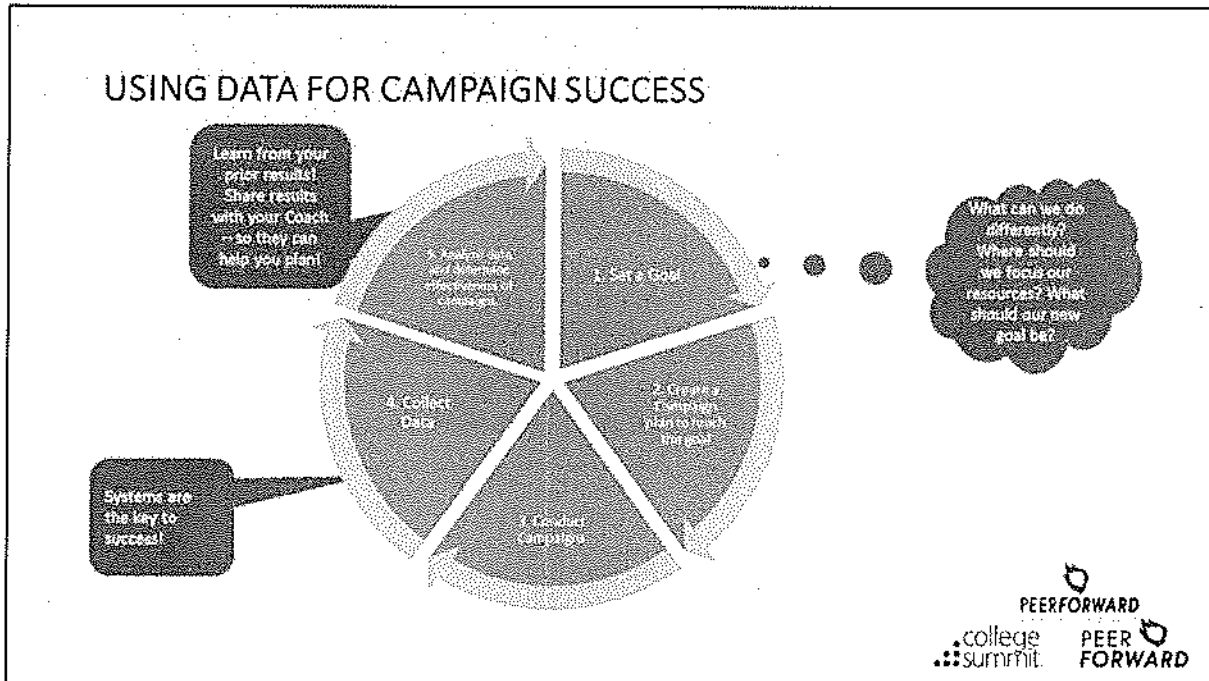 USING DATA FOR CAMPAIGN SUCCESS
Learn from your
prior results!
Share results
with your Coach
– so they can
help you plan!
5. Analyze data
and determine
effectiveness of
campaign.
1. Set a Goal
What can we do
differently?
Where should
we focus our
resources? What
should our new
goal be?
4. Collect
Data
2. Create a
Campaign
plan to reach
the goal
Systems are
the key to
success!
3. Conduct
Campaign
PEERFORWARD
college
summit
PEER
FORWARD